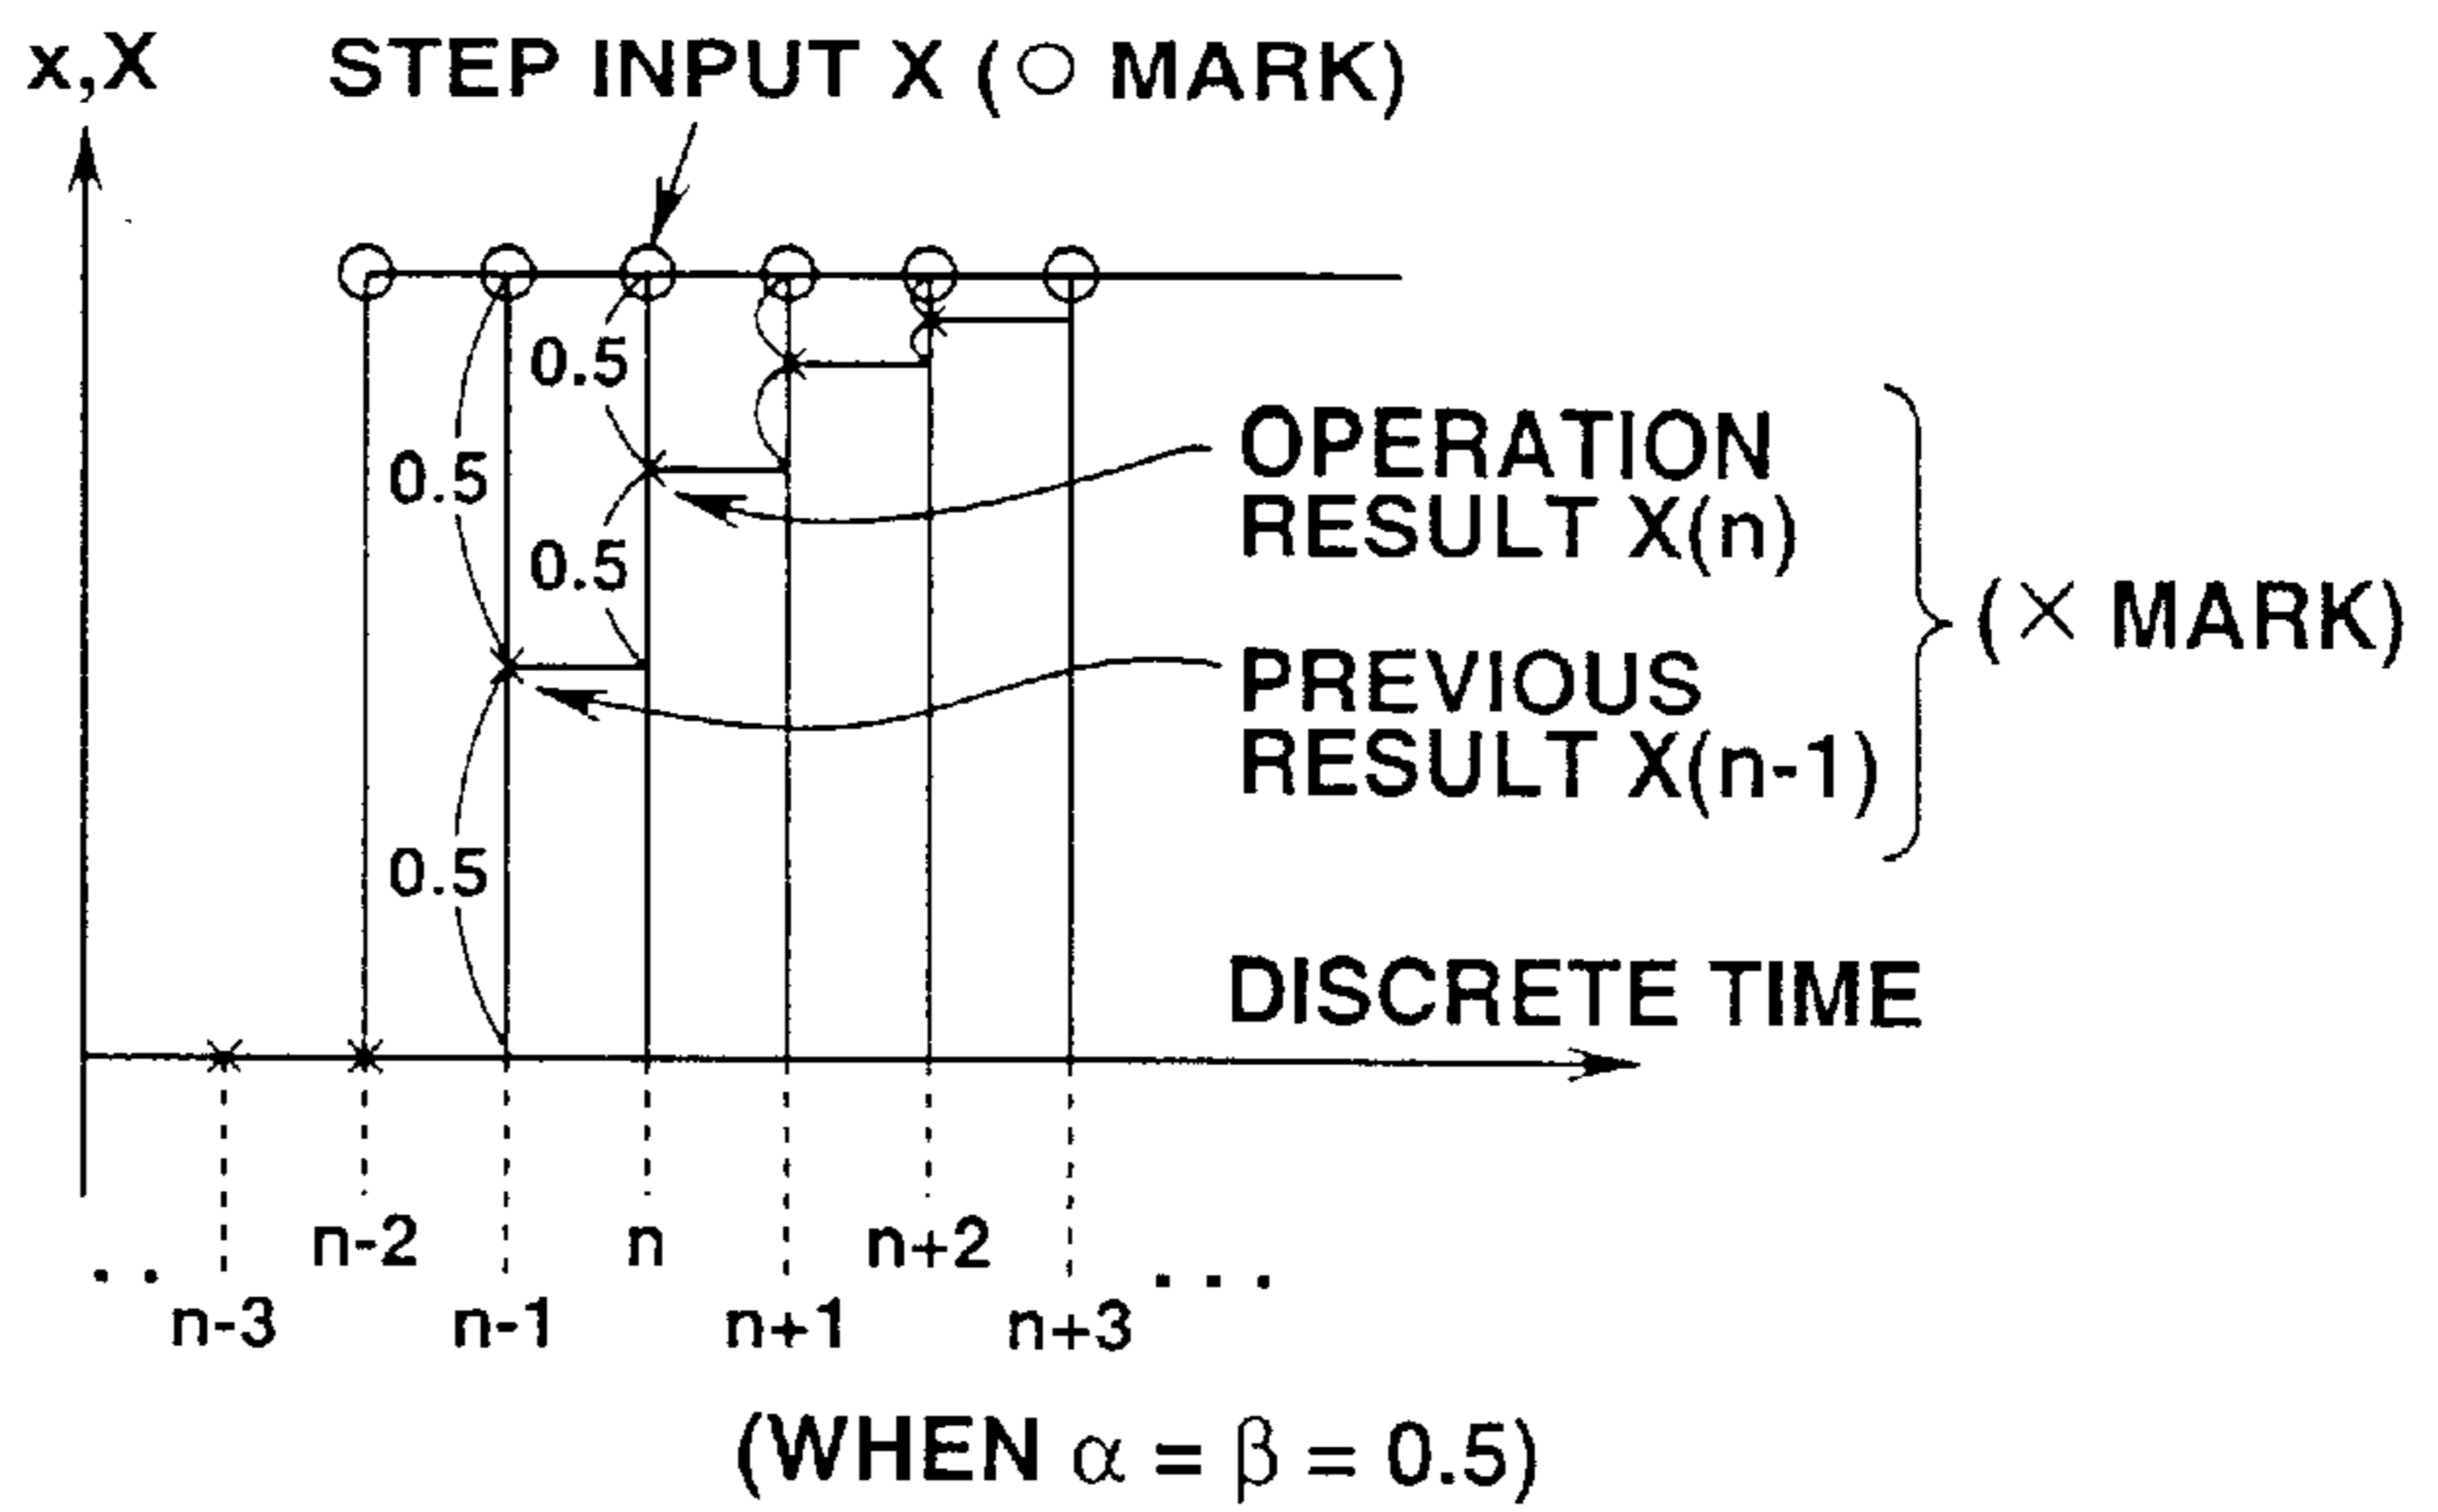 x,X
STEP INPUT X (○ MARK)
0.5
0.5
0.5
0.5
OPERATION
RESULT X(n)
PREVIOUS
RESULT X(n-1)
(× MARK)
DISCRETE TIME
n-2
n
n+2
. .
. . .
n-3
n-1
n+1
n+3
(WHEN α = β = 0.5)